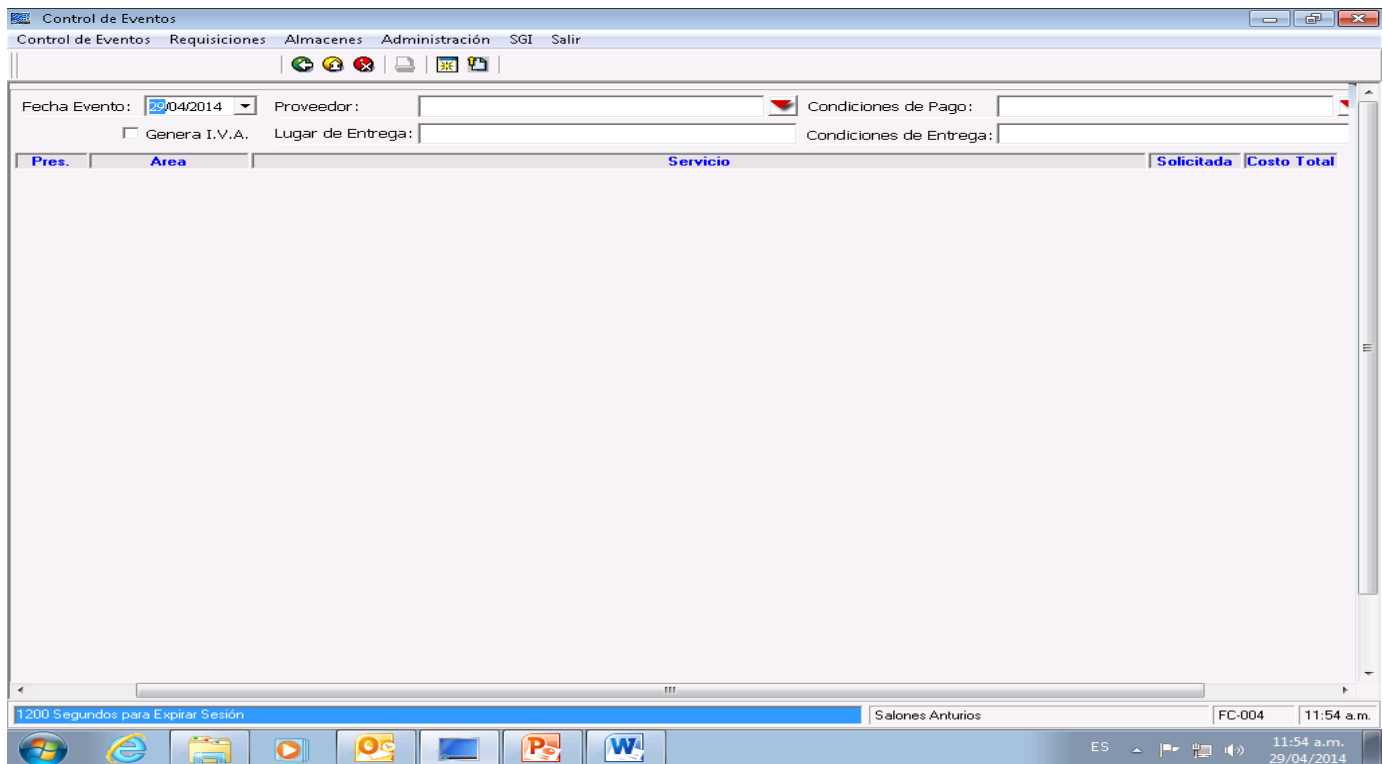 Control de Eventos
Control de Eventos Requisiciones Almacenes Administración SGI Salir
Fecha Evento: 29/04/2014 Proveedor: Condiciones de Pago:
Genera I.V.A. Lugar de Entrega: Condiciones de Entrega:
Pres. Area Servicio Solicitada Costo Total
1200 Segundos para Expirar Sesión Salones Anturios FC-004 11:54 a.m.
ES 11:54 a.m.
29/04/2014